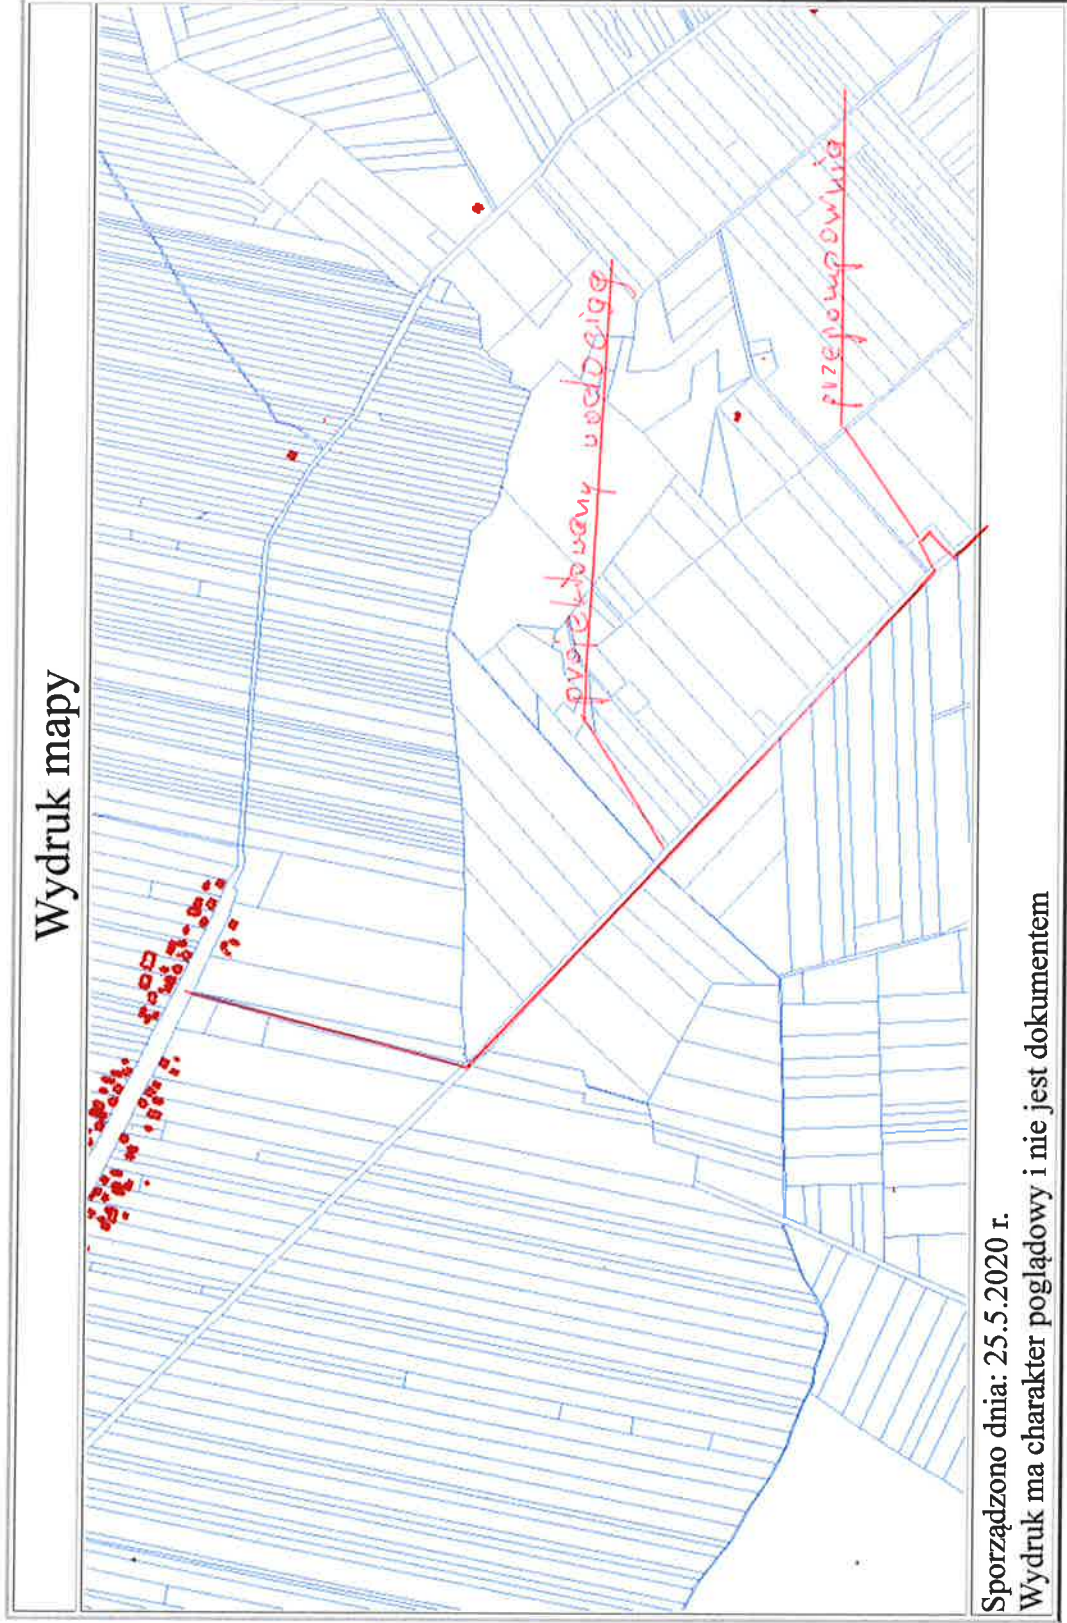 Wydruk mapy
projektowany wodociąg
przepompownia
Sporządzono dnia: 25.5.2020 r.
Wydruk ma charakter poglądowy i nie jest dokumentem